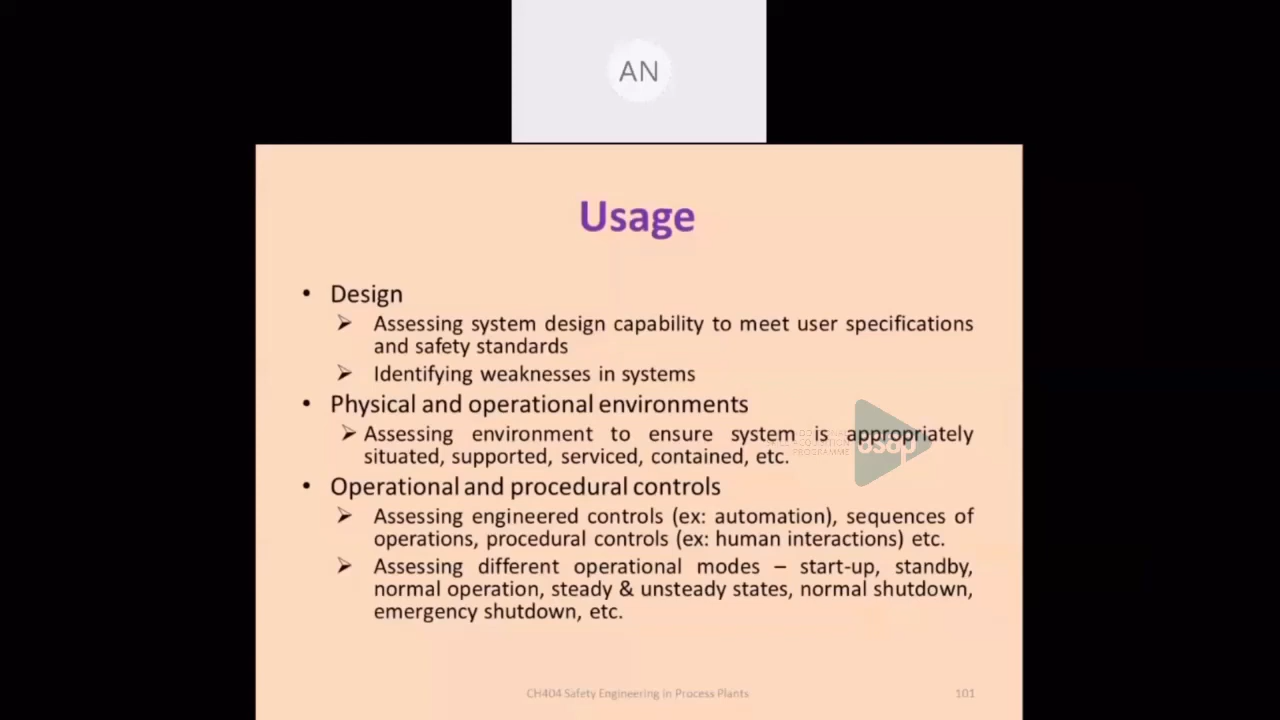 AN
Usage
• Design
➢ Assessing system design capability to meet user specifications
and safety standards
➢ Identifying weaknesses in systems
• Physical and operational environments
➢ Assessing environment to ensure system is appropriately
situated, supported, serviced, contained, etc.
• Operational and procedural controls
➢ Assessing engineered controls (ex: automation), sequences of
operations, procedural controls (ex: human interactions) etc.
➢ Assessing different operational modes – start-up, standby,
normal operation, steady & unsteady states, normal shutdown,
emergency shutdown, etc.
PROGRAMME
asap
CH404 Safety Engineering in Process Plants
101